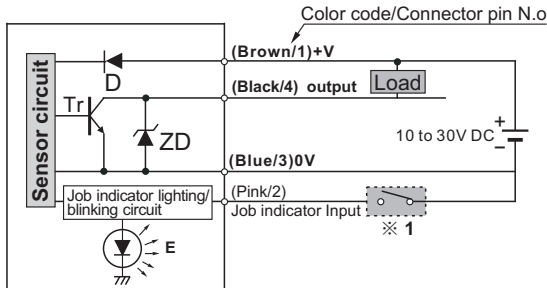 Color code/Connector pin N.o
(Brown/1)+V
D
(Black/4) output
Load
Sensor circuit
Tr
ZD
10 to 30V DC
+
−
(Blue/3)0V
Job indicator lighting/
blinking circuit
(Pink/2)
Job indicator Input
※ 1
E